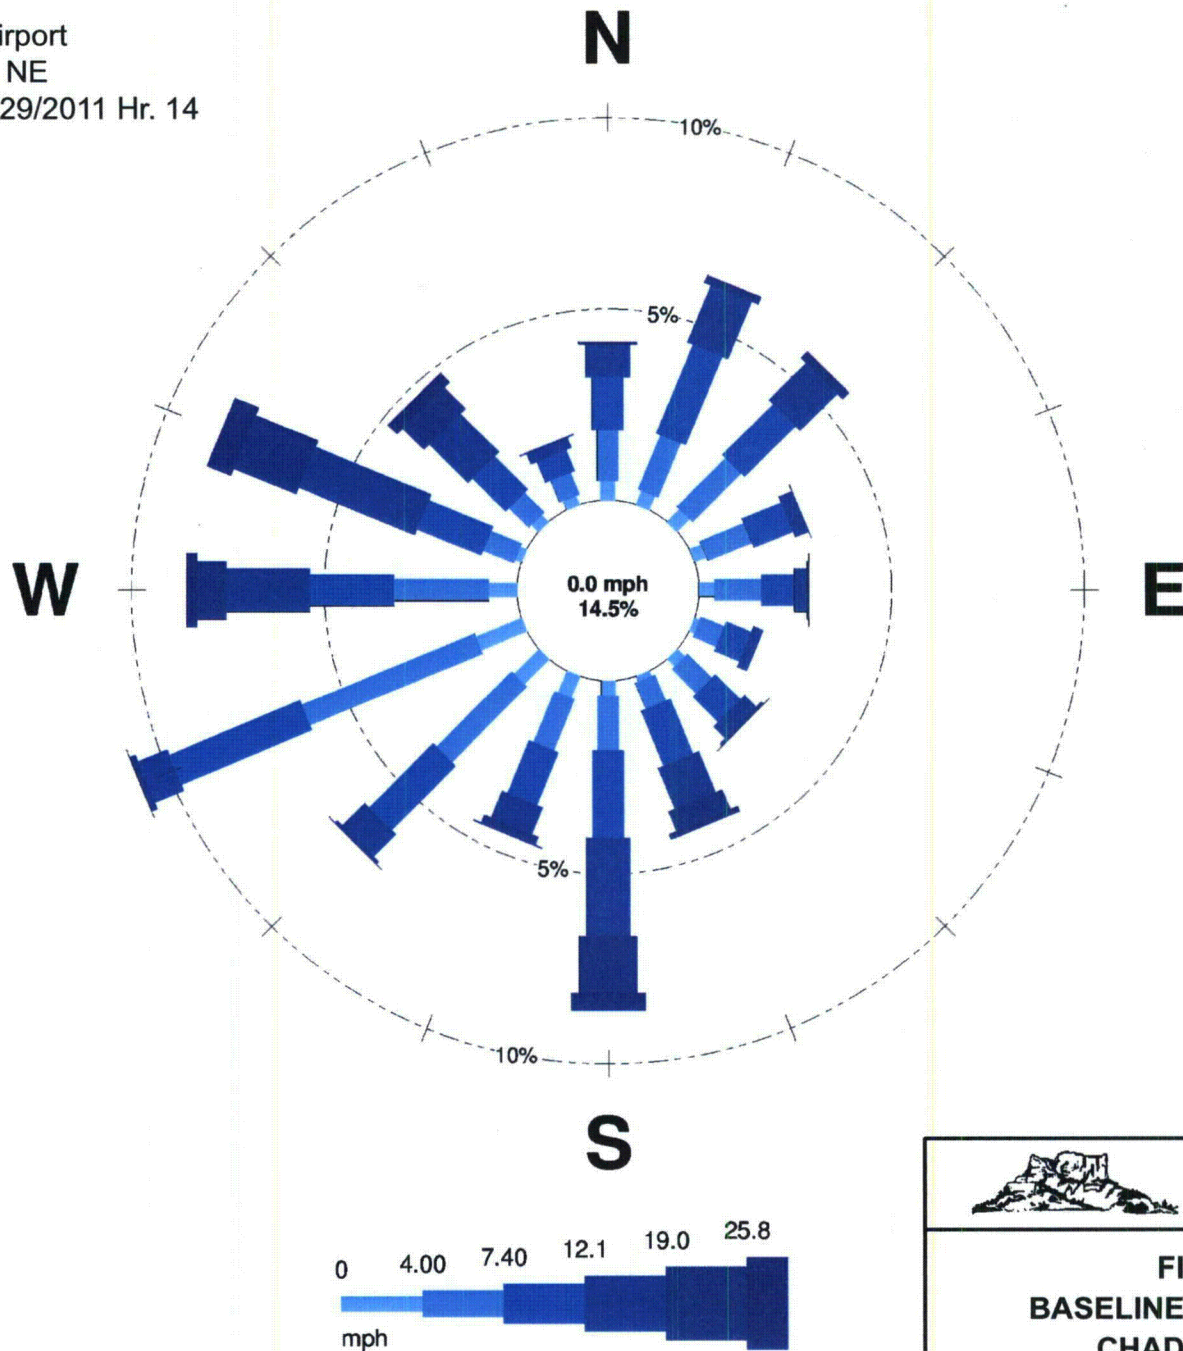 irport
NE
29/2011 Hr. 14
N
10%
5%
W
0.0 mph
14.5%
E
5%
10%
S
0
4.00
7.40
12.1
19.0
25.8
mph
FI
BASELINE
CHAD